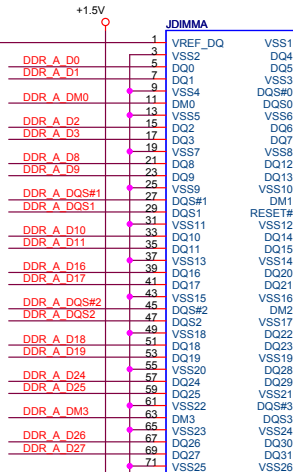 +1.5V
JDIMMA
1 VREF_DQ VSS1
3 VSS2 DQ4
DDR_A_D0 5 DQ0 DQ5
DDR_A_D1 7 DQ1 VSS3
9 VSS4 DQS#0
DDR_A_DM0 11 DM0 DQS0
13 VSS5 VSS6
DDR_A_D2 15 DQ2 DQ6
DDR_A_D3 17 DQ3 DQ7
19 VSS7 VSS8
DDR_A_D8 21 DQ8 DQ12
DDR_A_D9 23 DQ9 DQ13
25 VSS9 VSS10
DDR_A_DQS#1 27 DQS#1 DM1
DDR_A_DQS1 29 DQS1 RESET#
31 VSS11 VSS12
DDR_A_D10 33 DQ10 DQ14
DDR_A_D11 35 DQ11 DQ15
37 VSS13 VSS14
DDR_A_D16 39 DQ16 DQ20
DDR_A_D17 41 DQ17 DQ21
43 VSS15 VSS16
DDR_A_DQS#2 45 DQS#2 DM2
DDR_A_DQS2 47 DQS2 VSS17
49 VSS18 DQ22
DDR_A_D18 51 DQ18 DQ23
DDR_A_D19 53 DQ19 VSS19
55 VSS20 DQ28
DDR_A_D24 57 DQ24 DQ29
DDR_A_D25 59 DQ25 VSS21
61 VSS22 DQS#3
DDR_A_DM3 63 DM3 DQS3
65 VSS23 VSS24
DDR_A_D26 67 DQ26 DQ30
DDR_A_D27 69 DQ27 DQ31
71 VSS25 VSS26